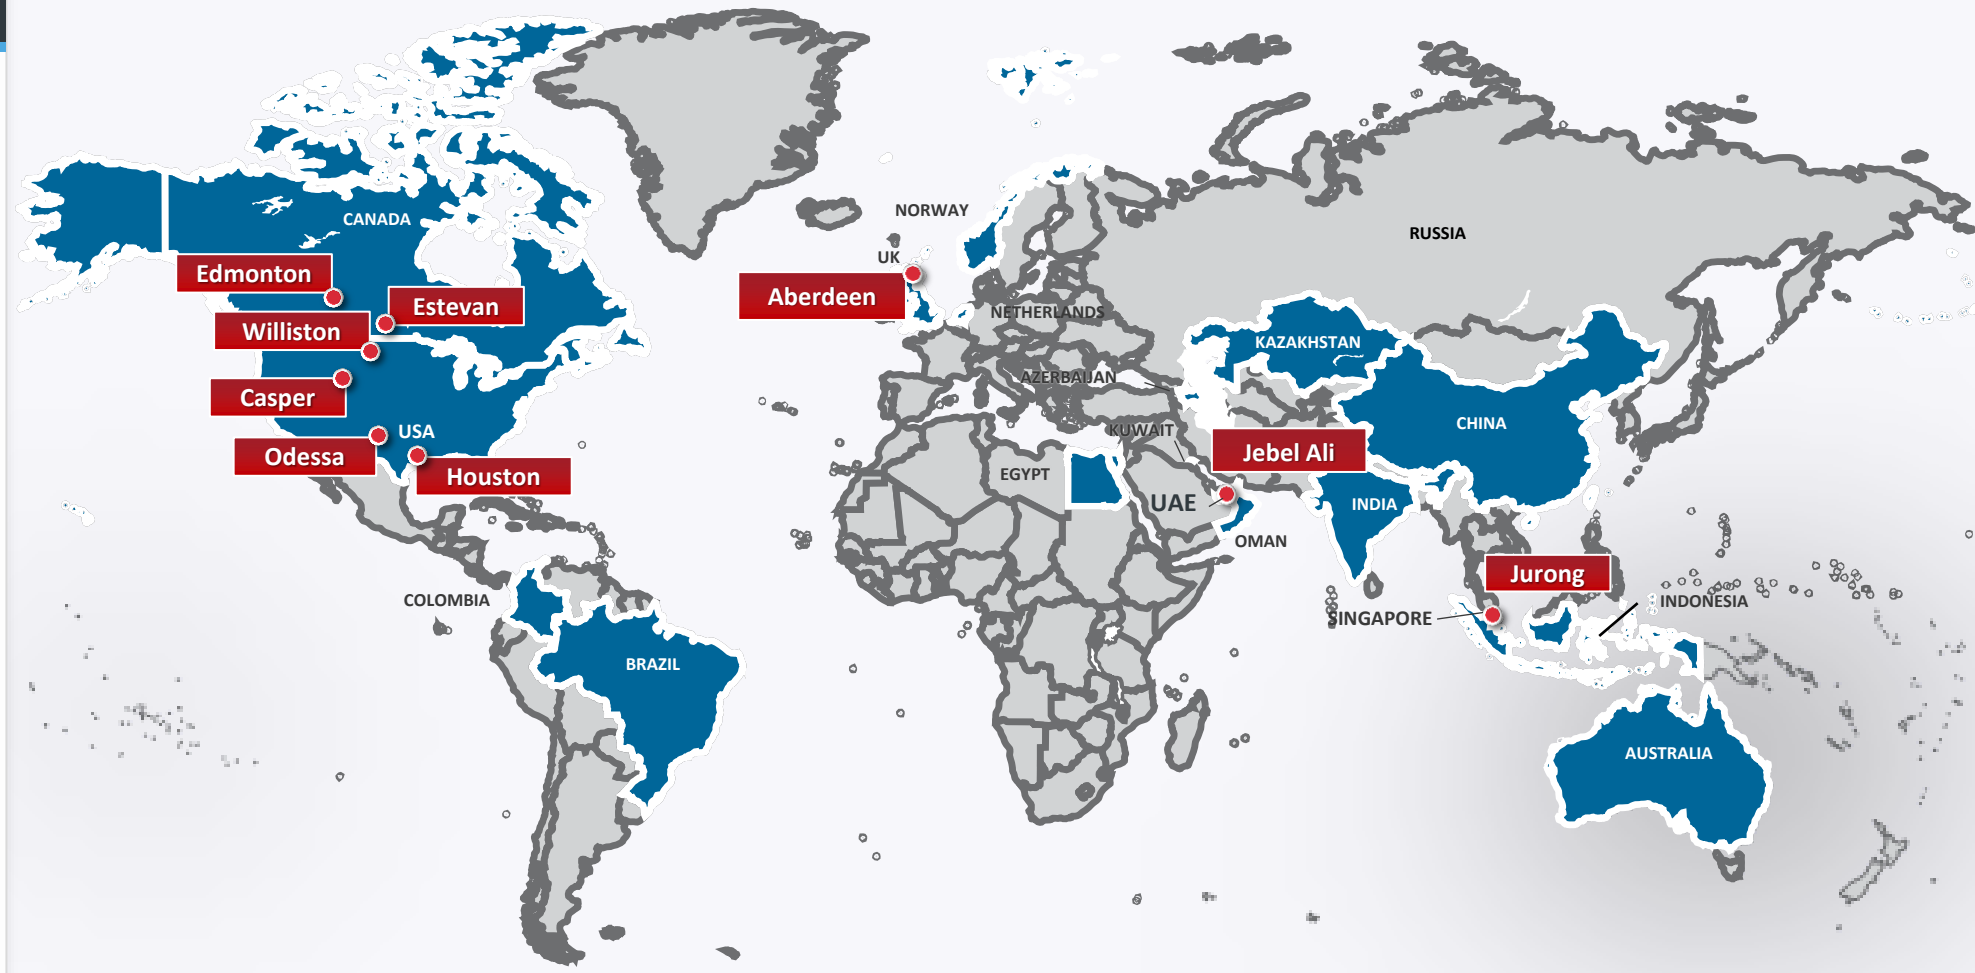 CANADA
Edmonton
Estevan
Williston
Casper
USA
Odessa
Houston
COLOMBIA
BRAZIL
NORWAY
UK
Aberdeen
NETHERLANDS
RUSSIA
KAZAKHSTAN
AZERBAIJAN
CHINA
KUWAIT
Jebel Ali
EGYPT
UAE
INDIA
OMAN
Jurong
SINGAPORE
INDONESIA
AUSTRALIA